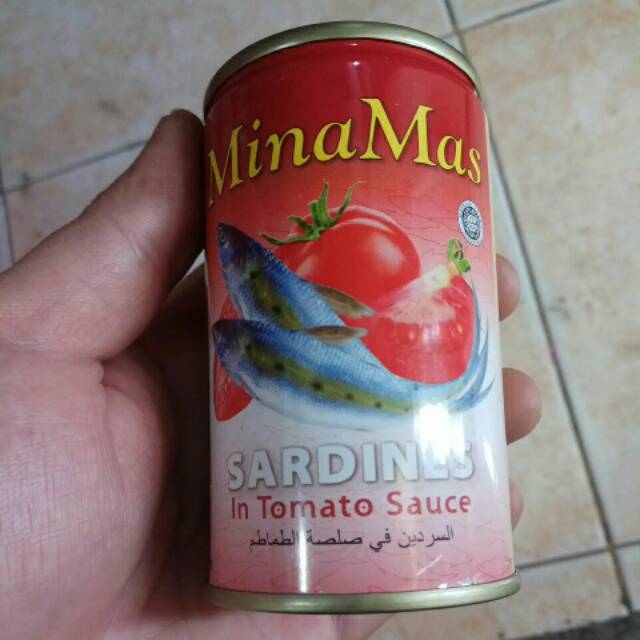 MinaMas
SARDINES
In Tomato Sauce
السردين في صلصة الطماطم